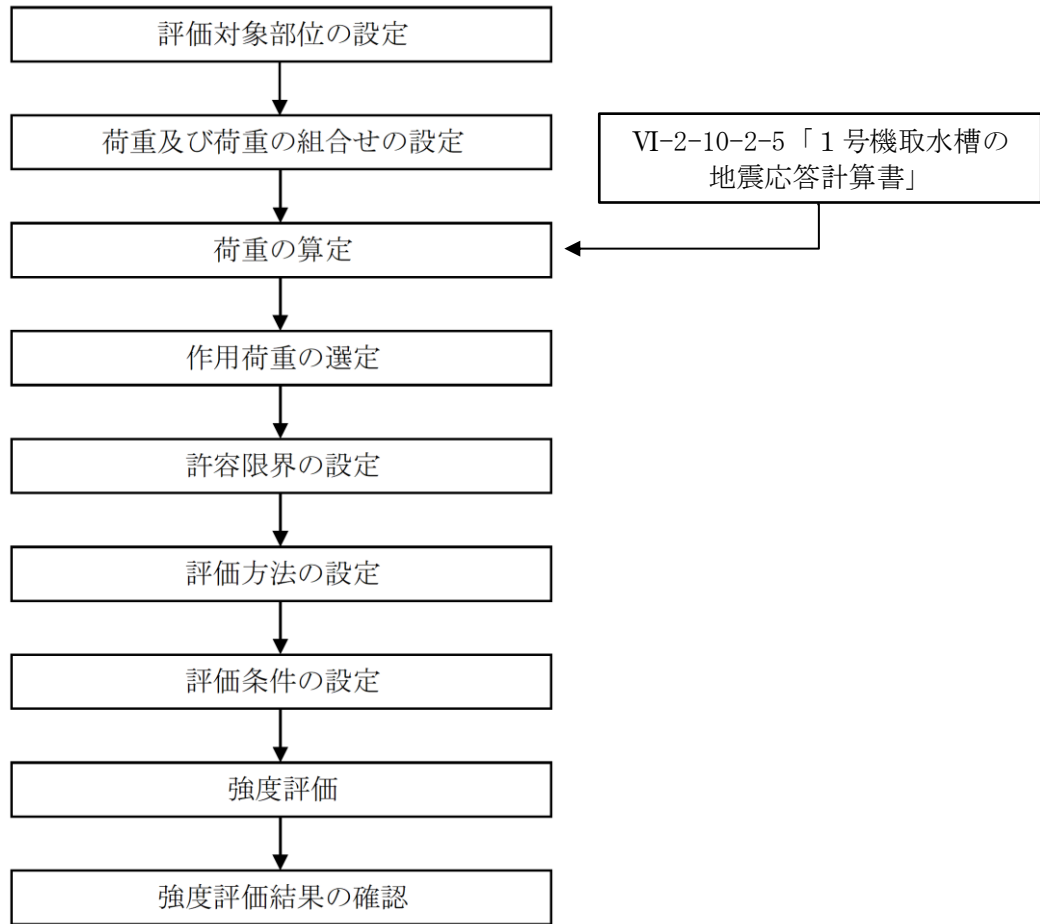 評価対象部位の設定
荷重及び荷重の組合せの設定
Ⅵ-2-10-2-5「１号機取水槽の
地震応答計算書」
荷重の算定
作用荷重の選定
許容限界の設定
評価方法の設定
評価条件の設定
強度評価
強度評価結果の確認